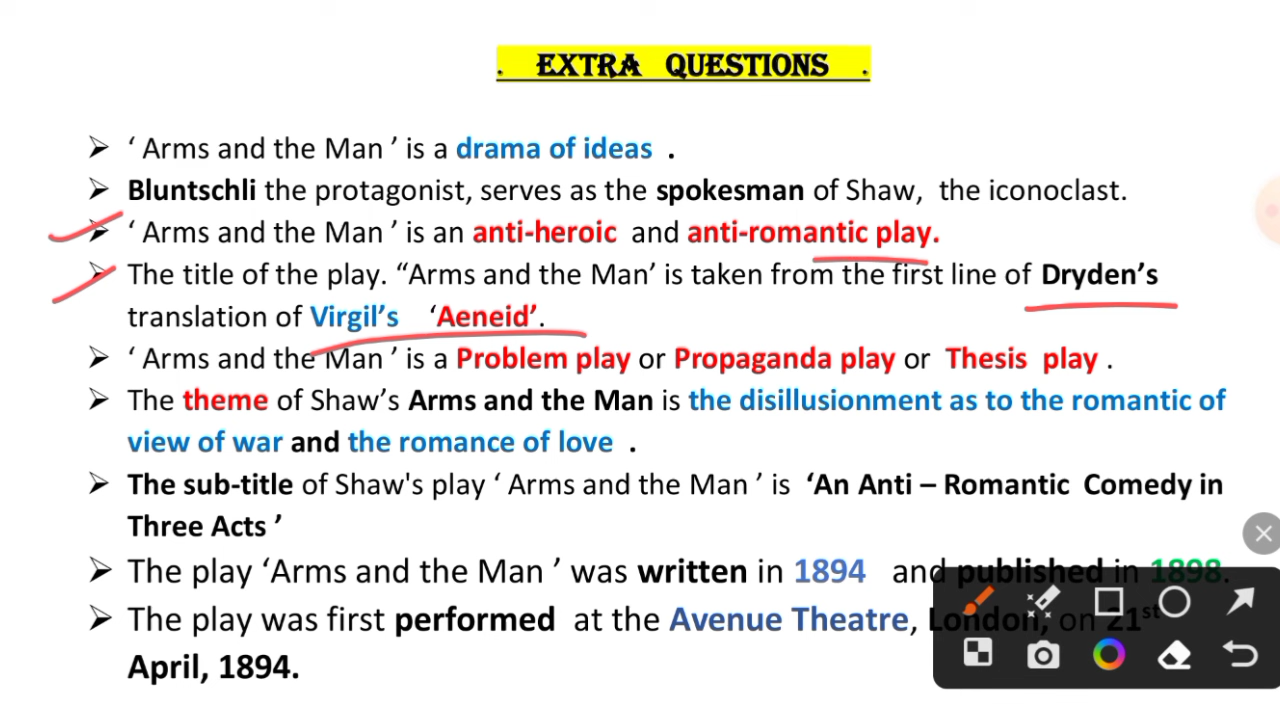 . EXTRA QUESTIONS .
➢ ‘ Arms and the Man ’ is a drama of ideas .
➢ Bluntschli the protagonist, serves as the spokesman of Shaw, the iconoclast.
➢ ‘ Arms and the Man ’ is an anti-heroic and anti-romantic play.
➢ The title of the play. “Arms and the Man’ is taken from the first line of Dryden’s
translation of Virgil’s ‘Aeneid’.
➢ ‘ Arms and the Man ’ is a Problem play or Propaganda play or Thesis play .
➢ The theme of Shaw’s Arms and the Man is the disillusionment as to the romantic of
view of war and the romance of love .
➢ The sub-title of Shaw's play ‘ Arms and the Man ’ is ‘An Anti – Romantic Comedy in
Three Acts ’
➢ The play ‘Arms and the Man ’ was written in 1894 and published in 1898.
➢ The play was first performed at the Avenue Theatre, London, on 21st
April, 1894.